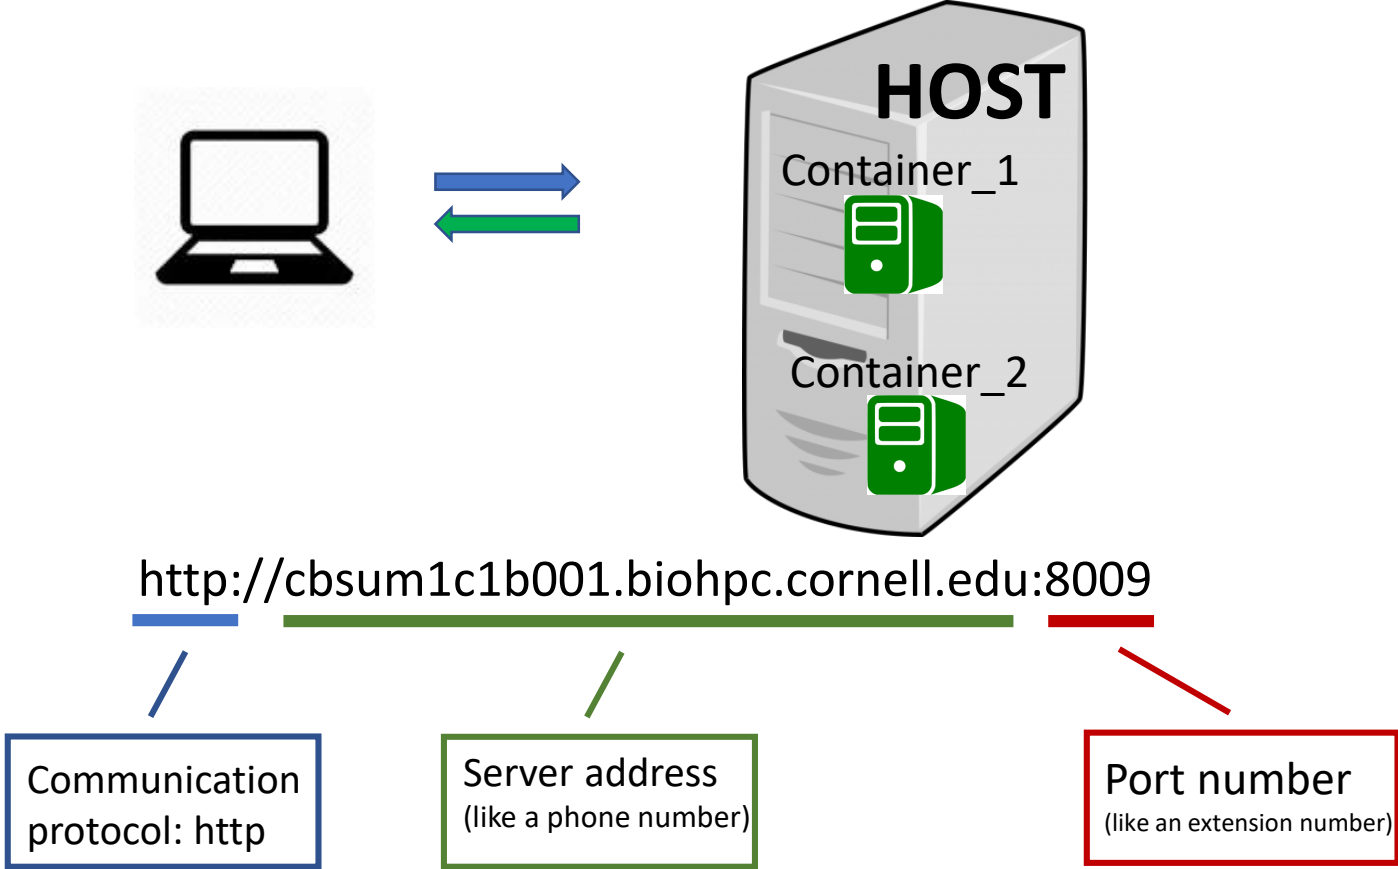 HOST
Container_1
Container_2
http://cbsum1c1b001.biohpc.cornell.edu:8009
Communication
protocol: http
Server address
(like a phone number)
Port number
(like an extension number)